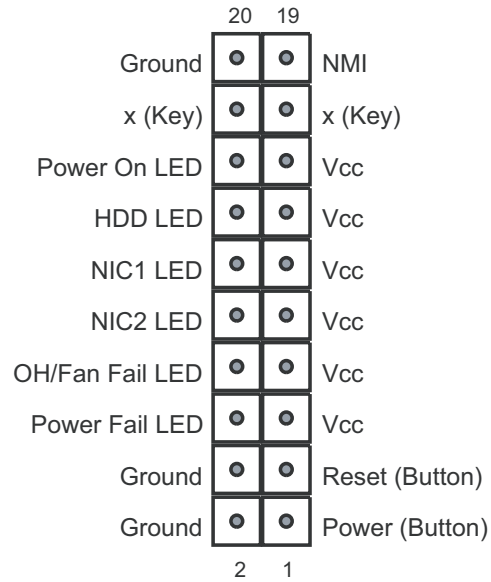 20 19
Ground NMI
x (Key) x (Key)
Power On LED Vcc
HDD LED Vcc
NIC1 LED Vcc
NIC2 LED Vcc
OH/Fan Fail LED Vcc
Power Fail LED Vcc
Ground Reset (Button)
Ground Power (Button)
2 1